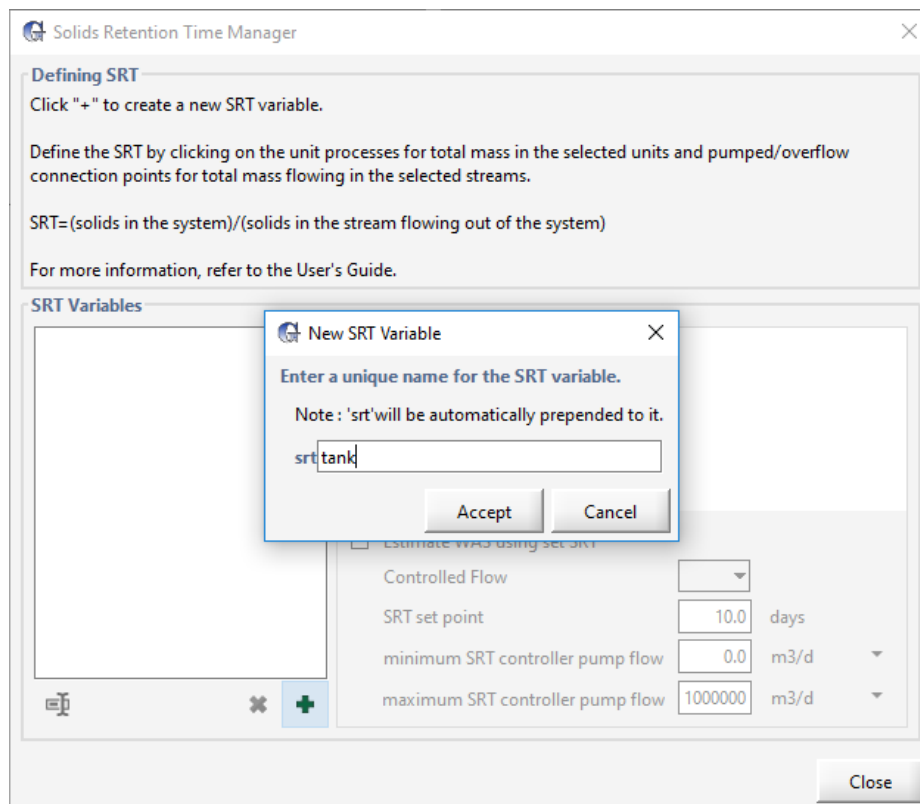 Solids Retention Time Manager
Defining SRT
Click "+" to create a new SRT variable.
Define the SRT by clicking on the unit processes for total mass in the selected units and pumped/overflow
connection points for total mass flowing in the selected streams.
SRT=(solids in the system)/(solids in the stream flowing out of the system)
For more information, refer to the User's Guide.
SRT Variables
New SRT Variable
Enter a unique name for the SRT variable.
Note : 'srt'will be automatically prepended to it.
srt tank
Accept Cancel
Estimate WAS using set SRT
Controlled Flow
SRT set point 10.0 days
minimum SRT controller pump flow 0.0 m3/d
maximum SRT controller pump flow 1000000 m3/d
Close